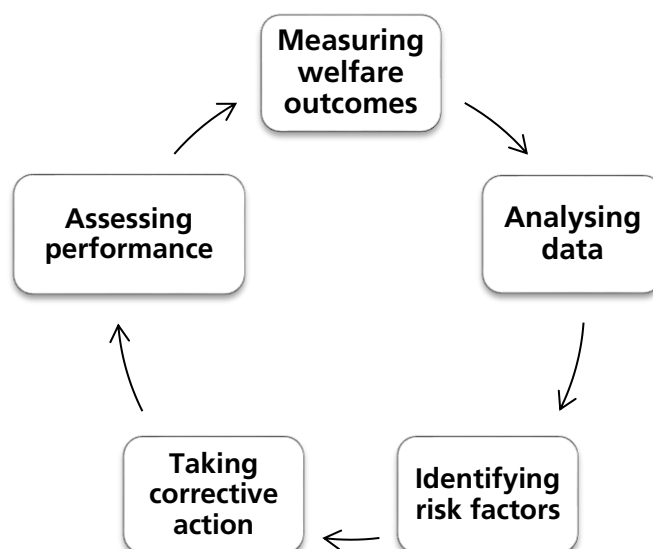 Measuring
welfare
outcomes
Analysing
data
Identifying
risk factors
Taking
corrective
action
Assessing
performance